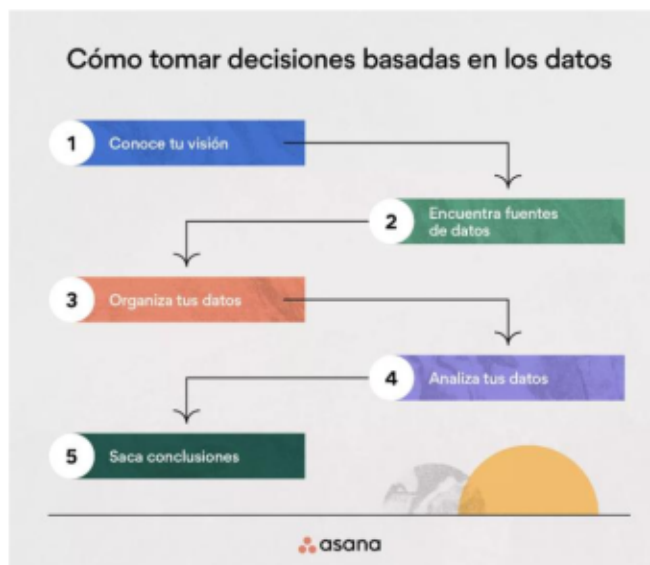 Cómo tomar decisiones basadas en los datos
1 Conoce tu visión
2 Encuentra fuentes
de datos
3 Organiza tus datos
4 Analiza tus datos
5 Saca conclusiones
asana